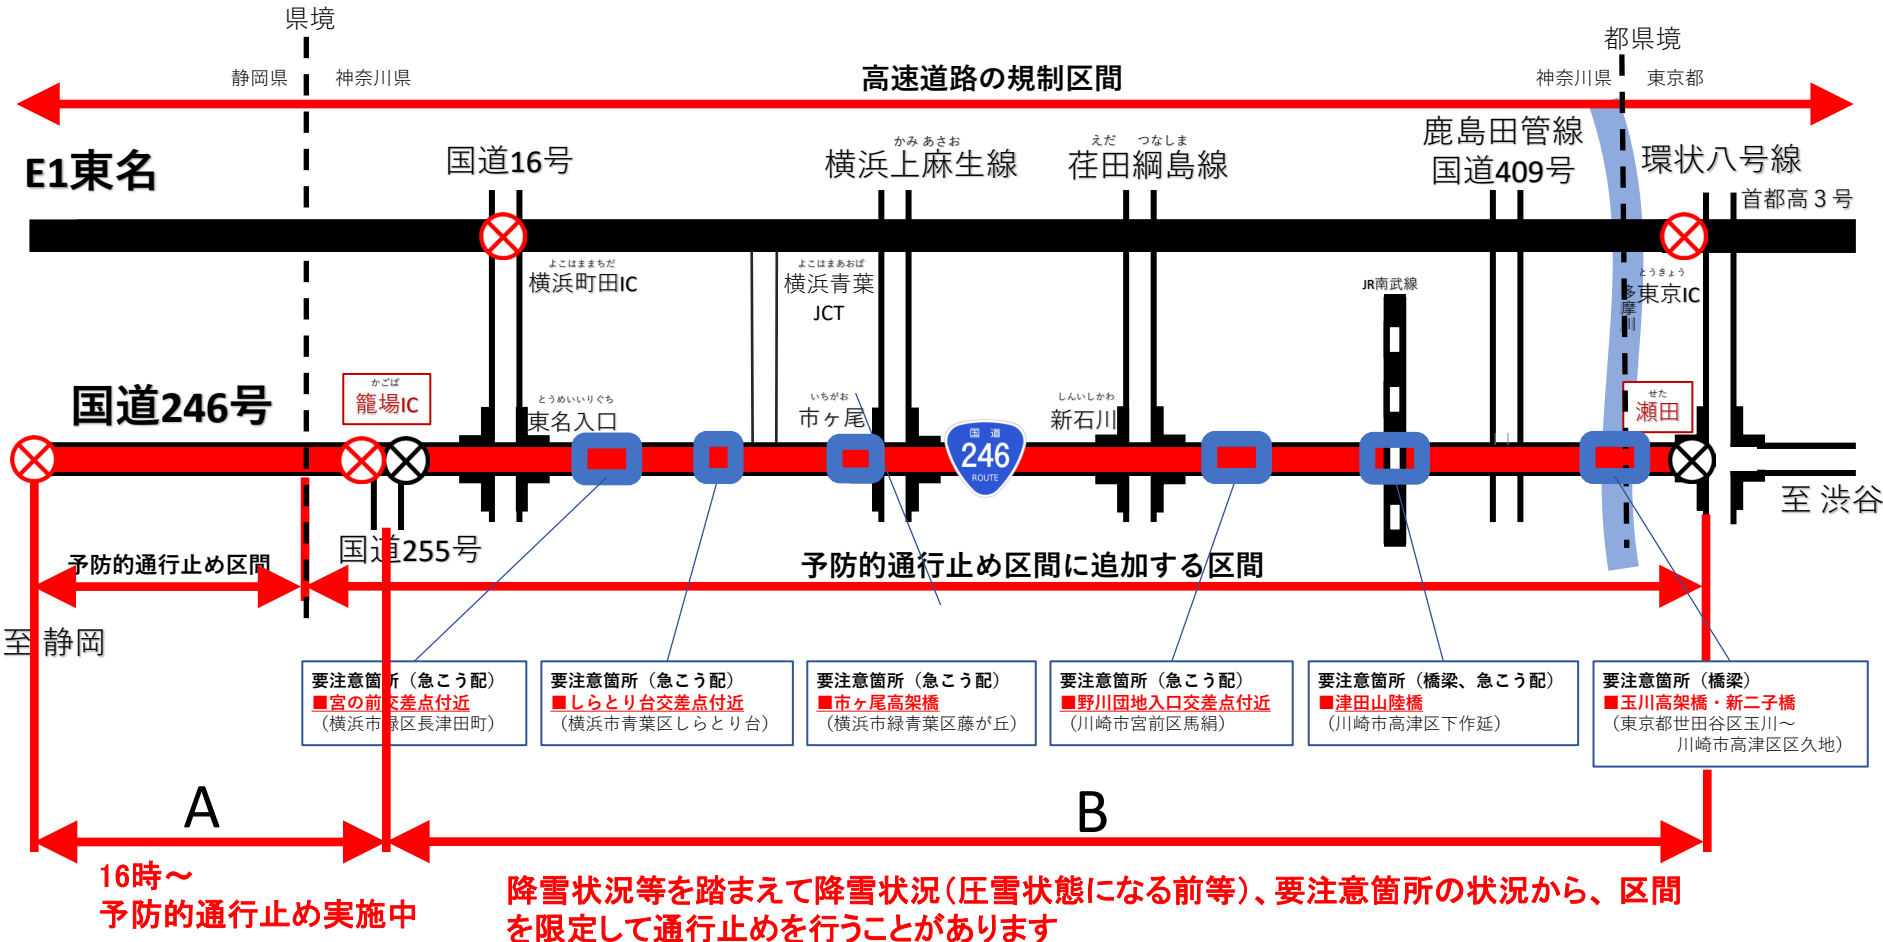 県境
都県境
静岡県
神奈川県
高速道路の規制区間
神奈川県
東京都
E1東名
国道16号
かみ あさお
横浜上麻生線
えだ つなしま
荏田綱島線
鹿島田管線
国道409号
環状八号線
首都高３号
よこはままちだ
横浜町田IC
よこはまあおば
横浜青葉
JCT
JR南武線
とうきょう
東京IC
多摩川
国道246号
かごば
籠場IC
とうめいいりぐち
東名入口
いちがお
市ヶ尾
国道
246
ROUTE
しんいしかわ
新石川
せた
瀬田
至 渋谷
国道255号
予防的通行止め区間
予防的通行止め区間に追加する区間
至 静岡
要注意箇所（急こう配）
■宮の前交差点付近
（横浜市緑区長津田町）
要注意箇所（急こう配）
■しらとり台交差点付近
（横浜市青葉区しらとり台）
要注意箇所（急こう配）
■市ヶ尾高架橋
（横浜市緑青葉区藤が丘）
要注意箇所（急こう配）
■野川団地入口交差点付近
（川崎市宮前区馬絹）
要注意箇所（橋梁、急こう配）
■津田山陸橋
（川崎市高津区下作延）
要注意箇所（橋梁）
■玉川高架橋・新二子橋
（東京都世田谷区玉川～
川崎市高津区区久地）
A
B
16時～
予防的通行止め実施中
降雪状況等を踏まえて降雪状況（圧雪状態になる前等）、要注意箇所の状況から、区間
を限定して通行止めを行うことがあります